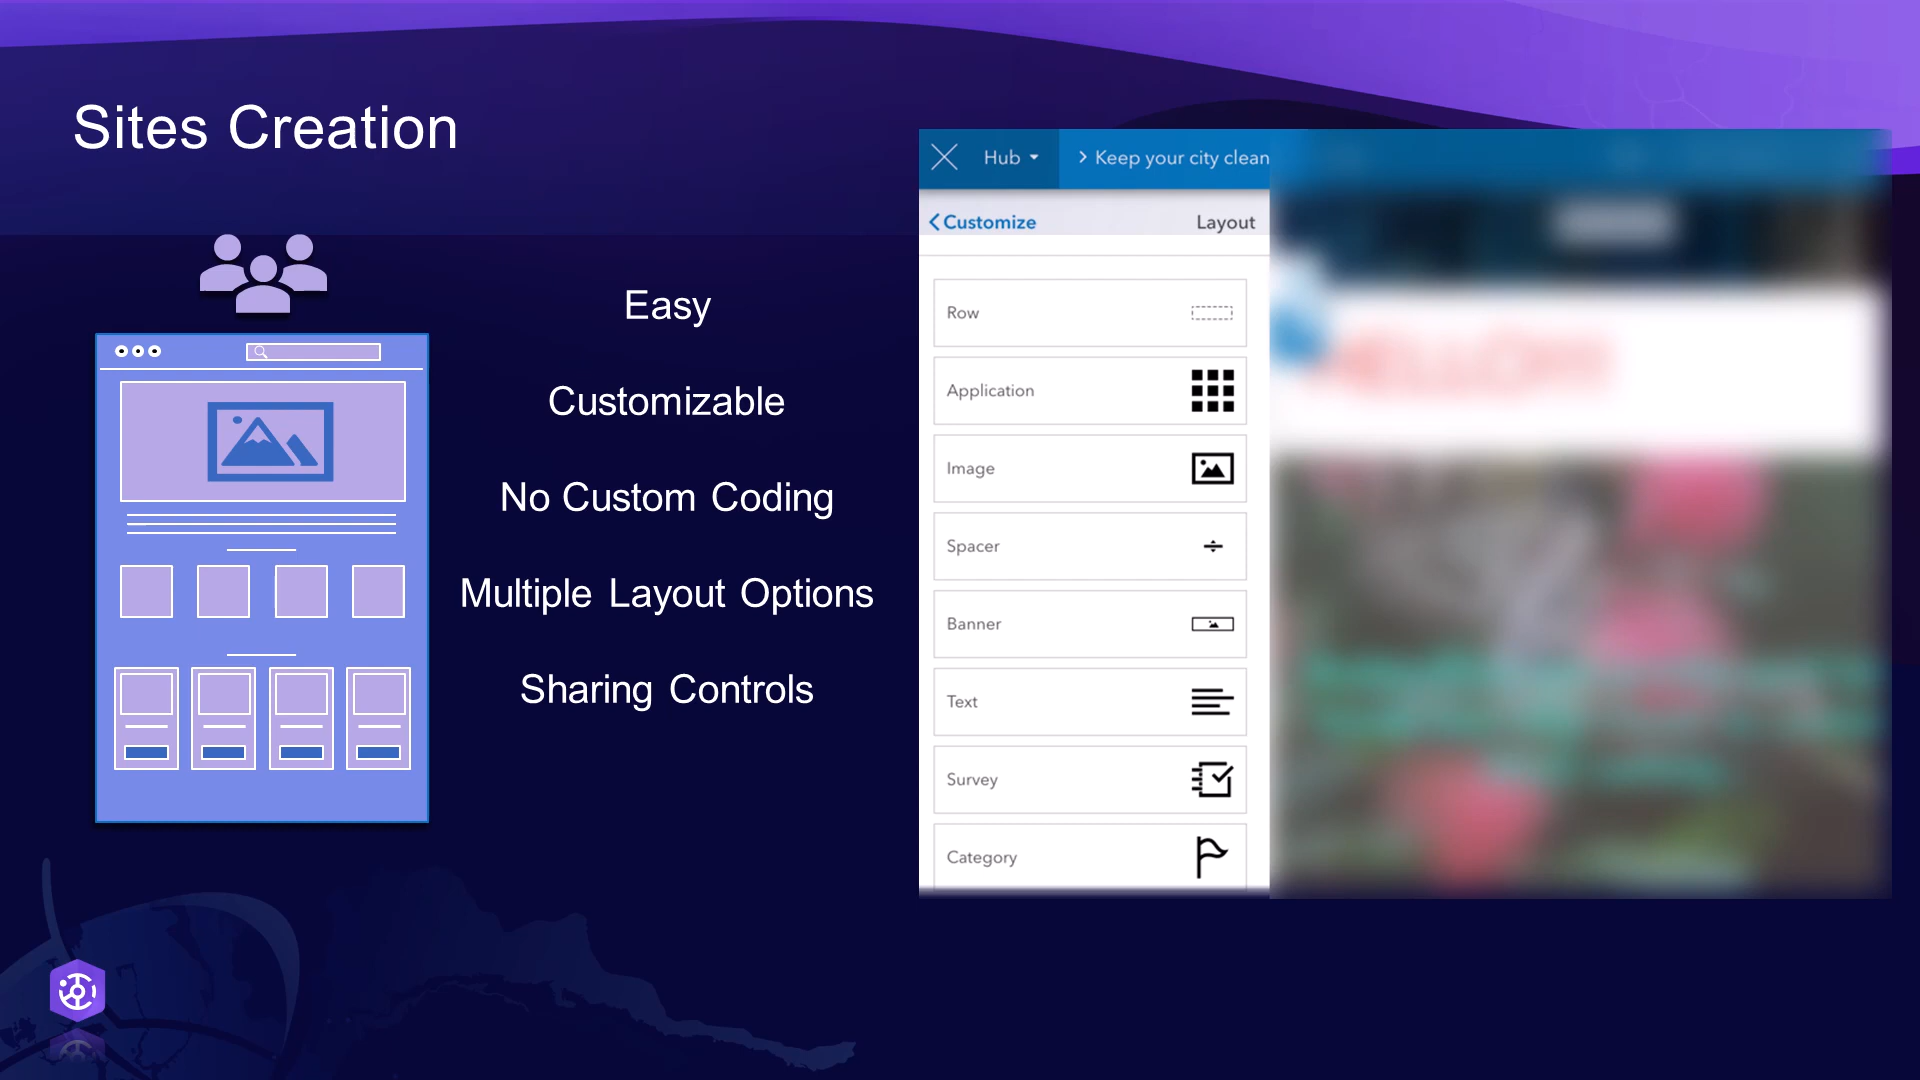 Sites Creation
Easy
Customizable
No Custom Coding
Multiple Layout Options
Sharing Controls
Hub
Keep your city clean
Customize
Layout
Row
Application
Image
Spacer
Banner
Text
Survey
Category